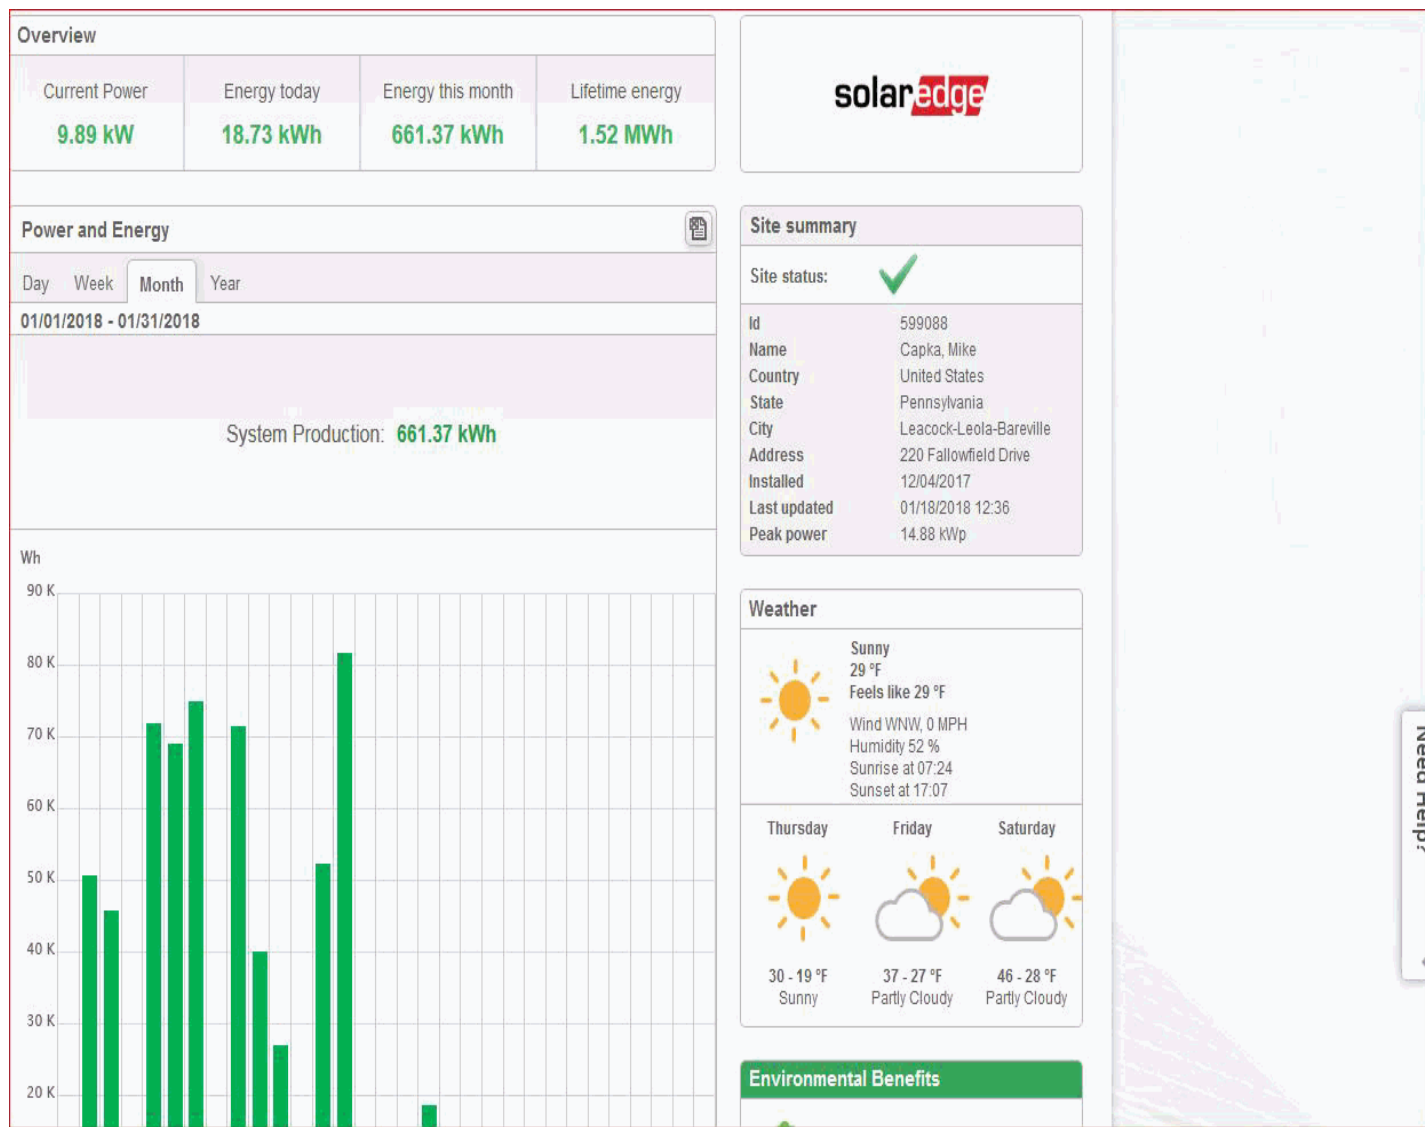 Overview
Current Power
9.89 kW
Energy today
18.73 kWh
Energy this month
661.37 kWh
Lifetime energy
1.52 MWh
solaredge
Power and Energy
Day Week Month Year
01/01/2018 - 01/31/2018
System Production: 661.37 kWh
Wh
90 K
80 K
70 K
60 K
50 K
40 K
30 K
20 K
Site summary
Site status:
Id 599088
Name Capka, Mike
Country United States
State Pennsylvania
City Leacock-Leola-Bareville
Address 220 Fallowfield Drive
Installed 12/04/2017
Last updated 01/18/2018 12:36
Peak power 14.88 kWp
Weather
Sunny
29 °F
Feels like 29 °F
Wind WNW, 0 MPH
Humidity 52 %
Sunrise at 07:24
Sunset at 17:07
Thursday Friday Saturday
30 - 19 °F 37 - 27 °F 46 - 28 °F
Sunny Partly Cloudy Partly Cloudy
Environmental Benefits
Need Help?